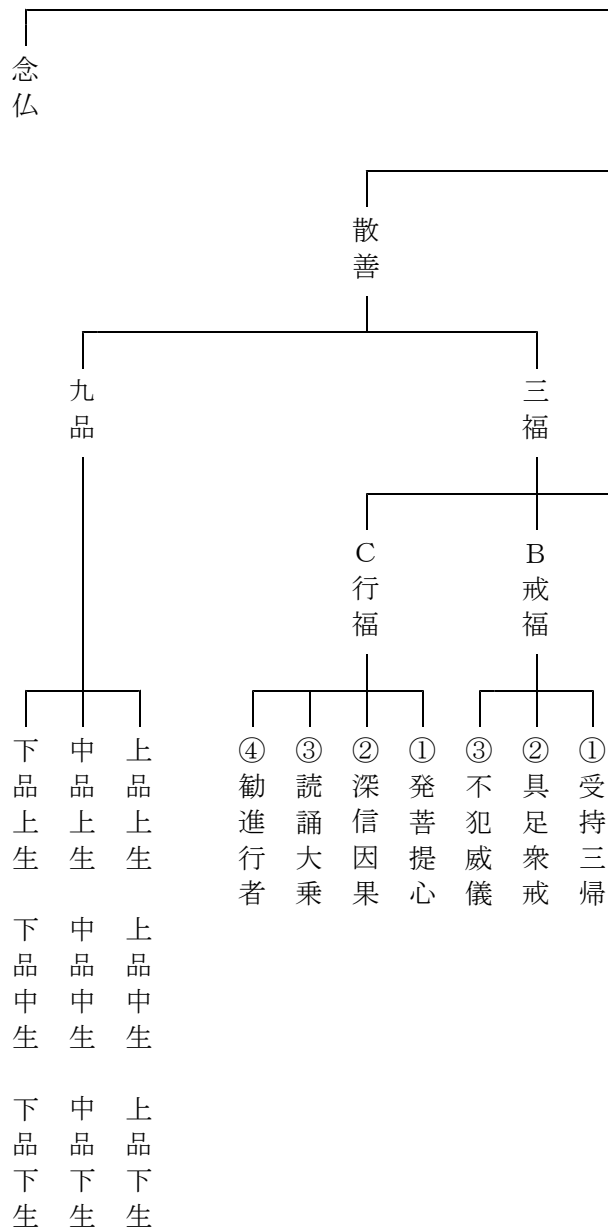 念仏
散善
三福
九品
B戒福
C行福
①受持三帰
②具足衆戒
③不犯威儀
①発菩提心
②深信因果
③読誦大乗
④勧進行者
上品上生　上品中生　上品下生
中品上生　中品中生　中品下生
下品上生　下品中生　下品下生